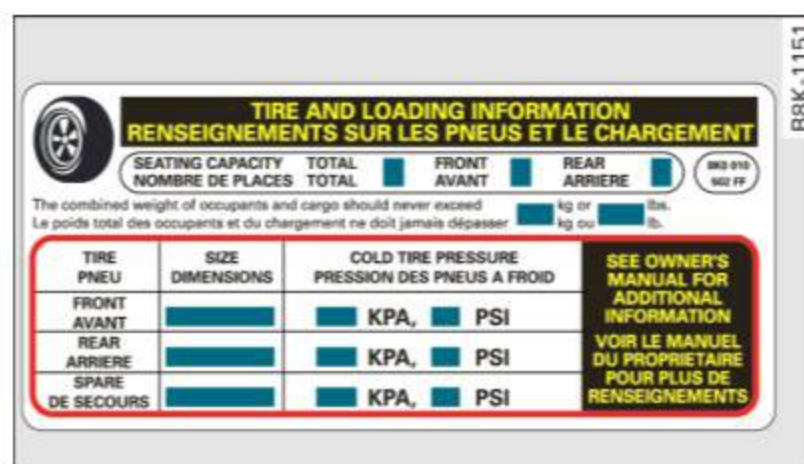 B8K-1151
TIRE AND LOADING INFORMATION
RENSEIGNEMENTS SUR LES PNEUS ET LE CHARGEMENT
SEATING CAPACITY TOTAL FRONT REAR
NOMBRE DE PLACES TOTAL AVANT ARRIERE
8K0 010
502 FF
The combined weight of occupants and cargo should never exceed kg or lbs.
Le poids total des occupants et du chargement ne doit jamais dépasser kg ou lb.
TIRE SIZE COLD TIRE PRESSURE
PNEU DIMENSIONS PRESSION DES PNEUS A FROID
FRONT
AVANT KPA, PSI
REAR
ARRIERE KPA, PSI
SPARE
DE SECOURS KPA, PSI
SEE OWNER'S
MANUAL FOR
ADDITIONAL
INFORMATION
VOIR LE MANUEL
DU PROPRIETAIRE
POUR PLUS DE
RENSEIGNEMENTS